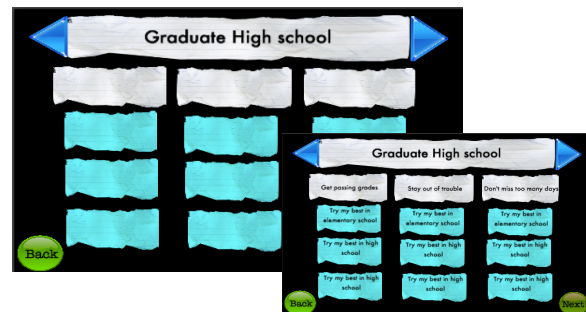 Graduate High school
Back
Graduate High school
Get passing grades
Stay out of trouble
Don't miss too many days
Try my best in
elementary school
Try my best in
elementary school
Try my best in
elementary school
Try my best in high
school
Try my best in high
school
Try my best in high
school
Try my best in high
school
Try my best in high
school
Try my best in high
school
Back
Next